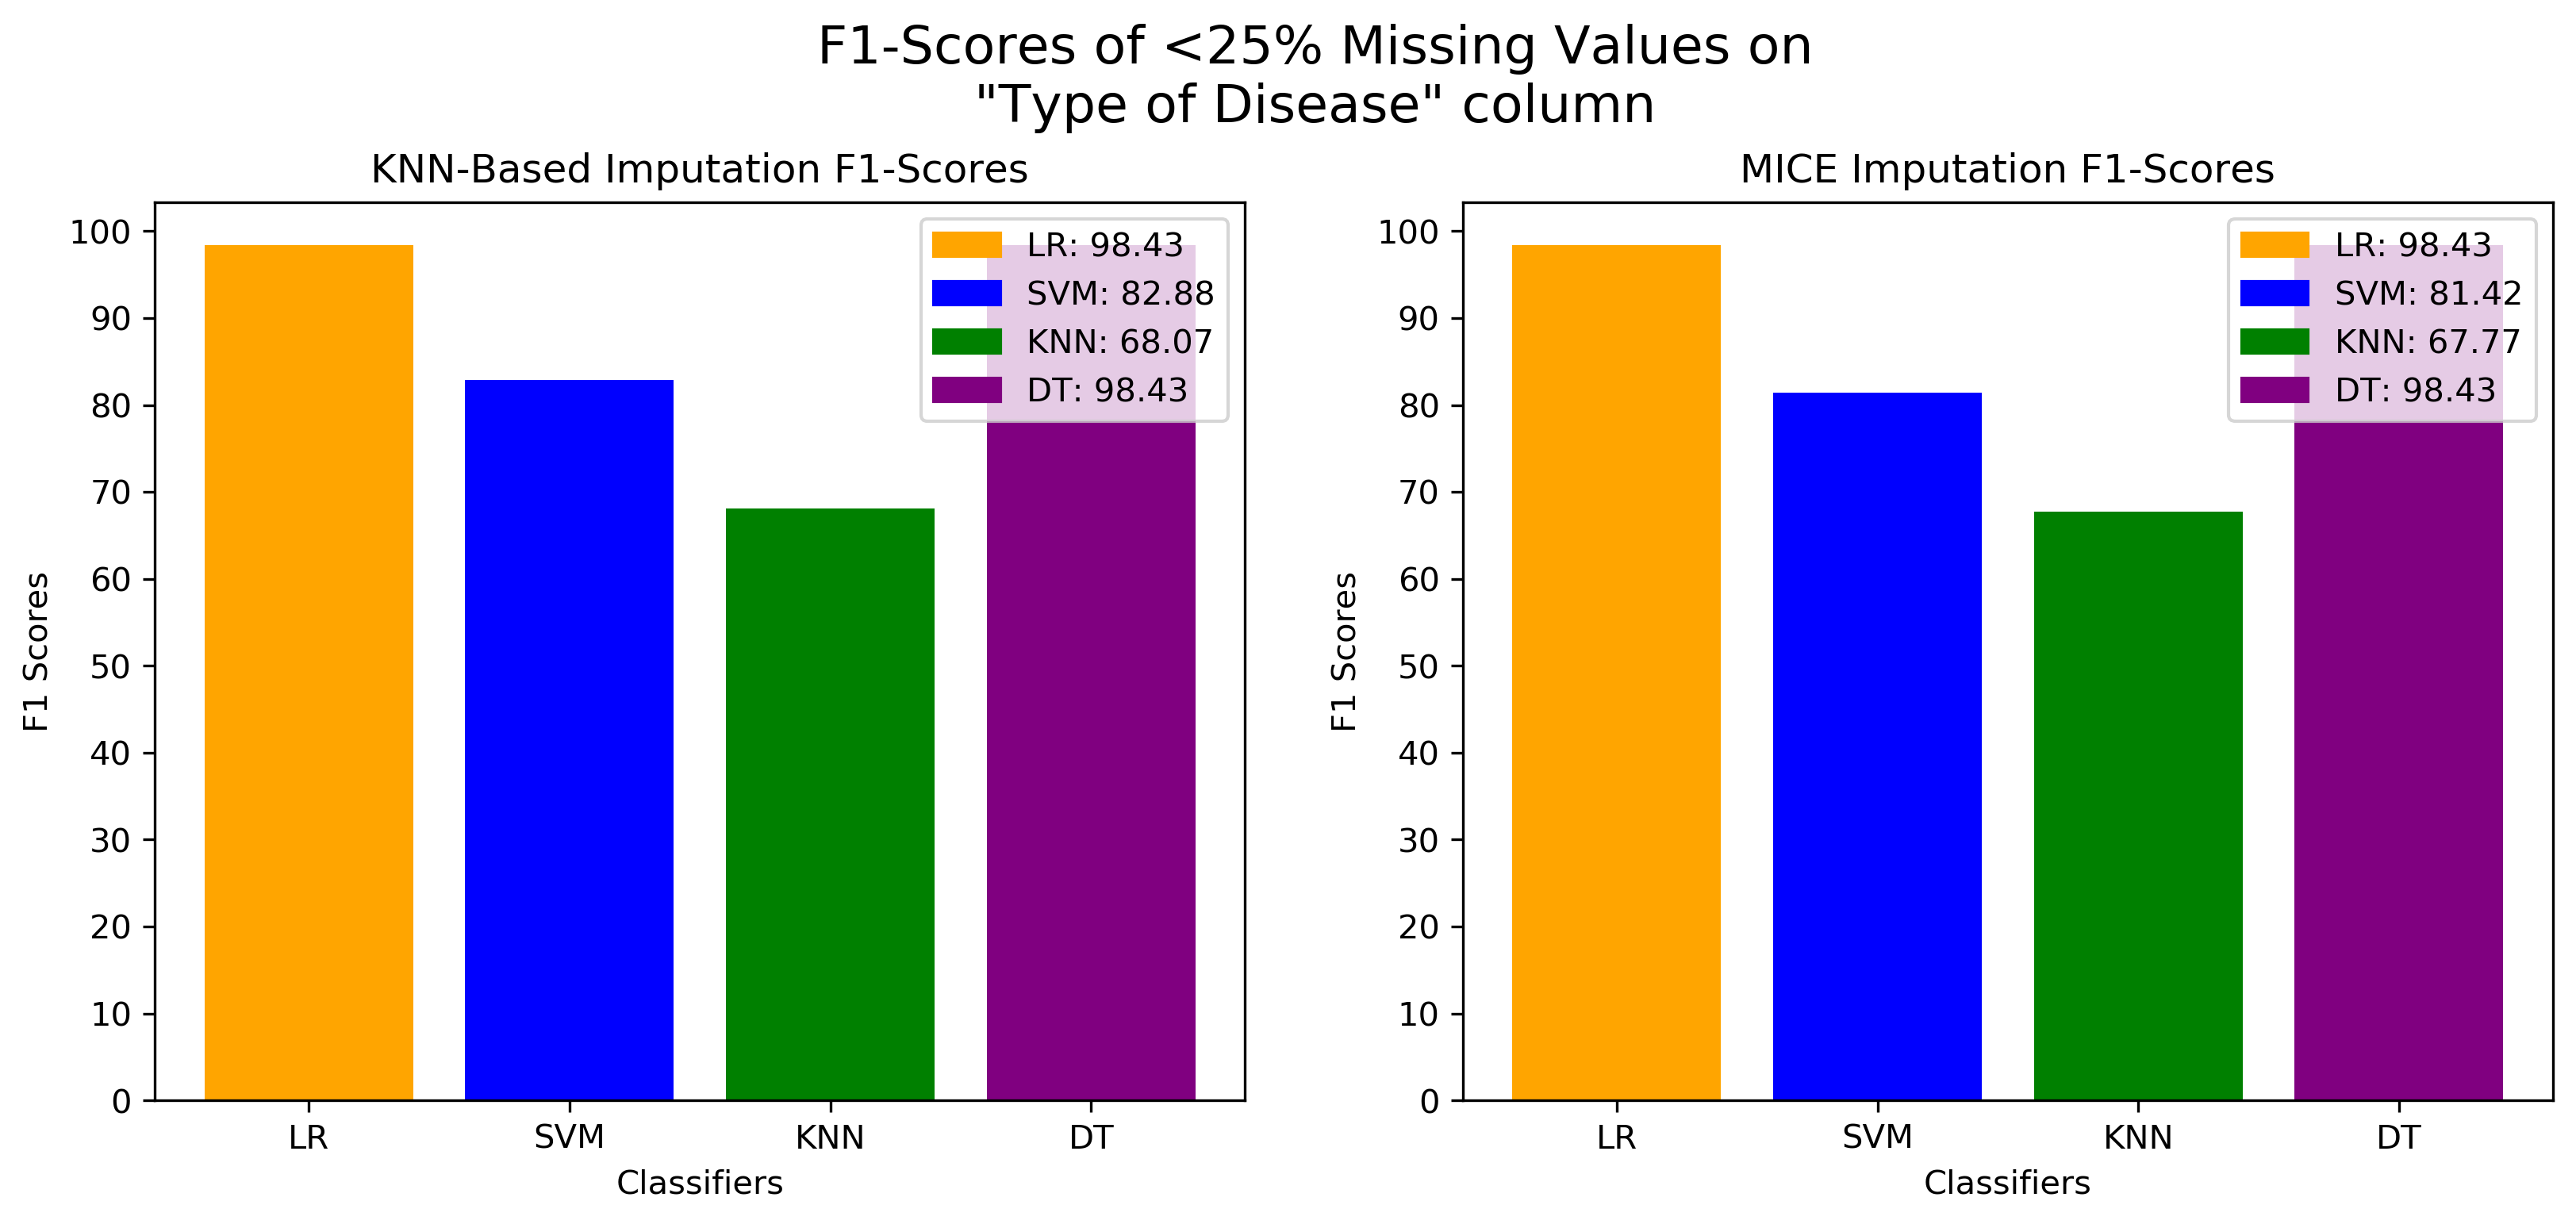 F1-Scores of <25% Missing Values on
"Type of Disease" column
KNN-Based Imputation F1-Scores
F1 Scores
100
90
80
70
60
50
40
30
20
10
0
LR: 98.43
SVM: 82.88
KNN: 68.07
DT: 98.43
LR SVM KNN DT
Classifiers
MICE Imputation F1-Scores
F1 Scores
100
90
80
70
60
50
40
30
20
10
0
LR: 98.43
SVM: 81.42
KNN: 67.77
DT: 98.43
LR SVM KNN DT
Classifiers